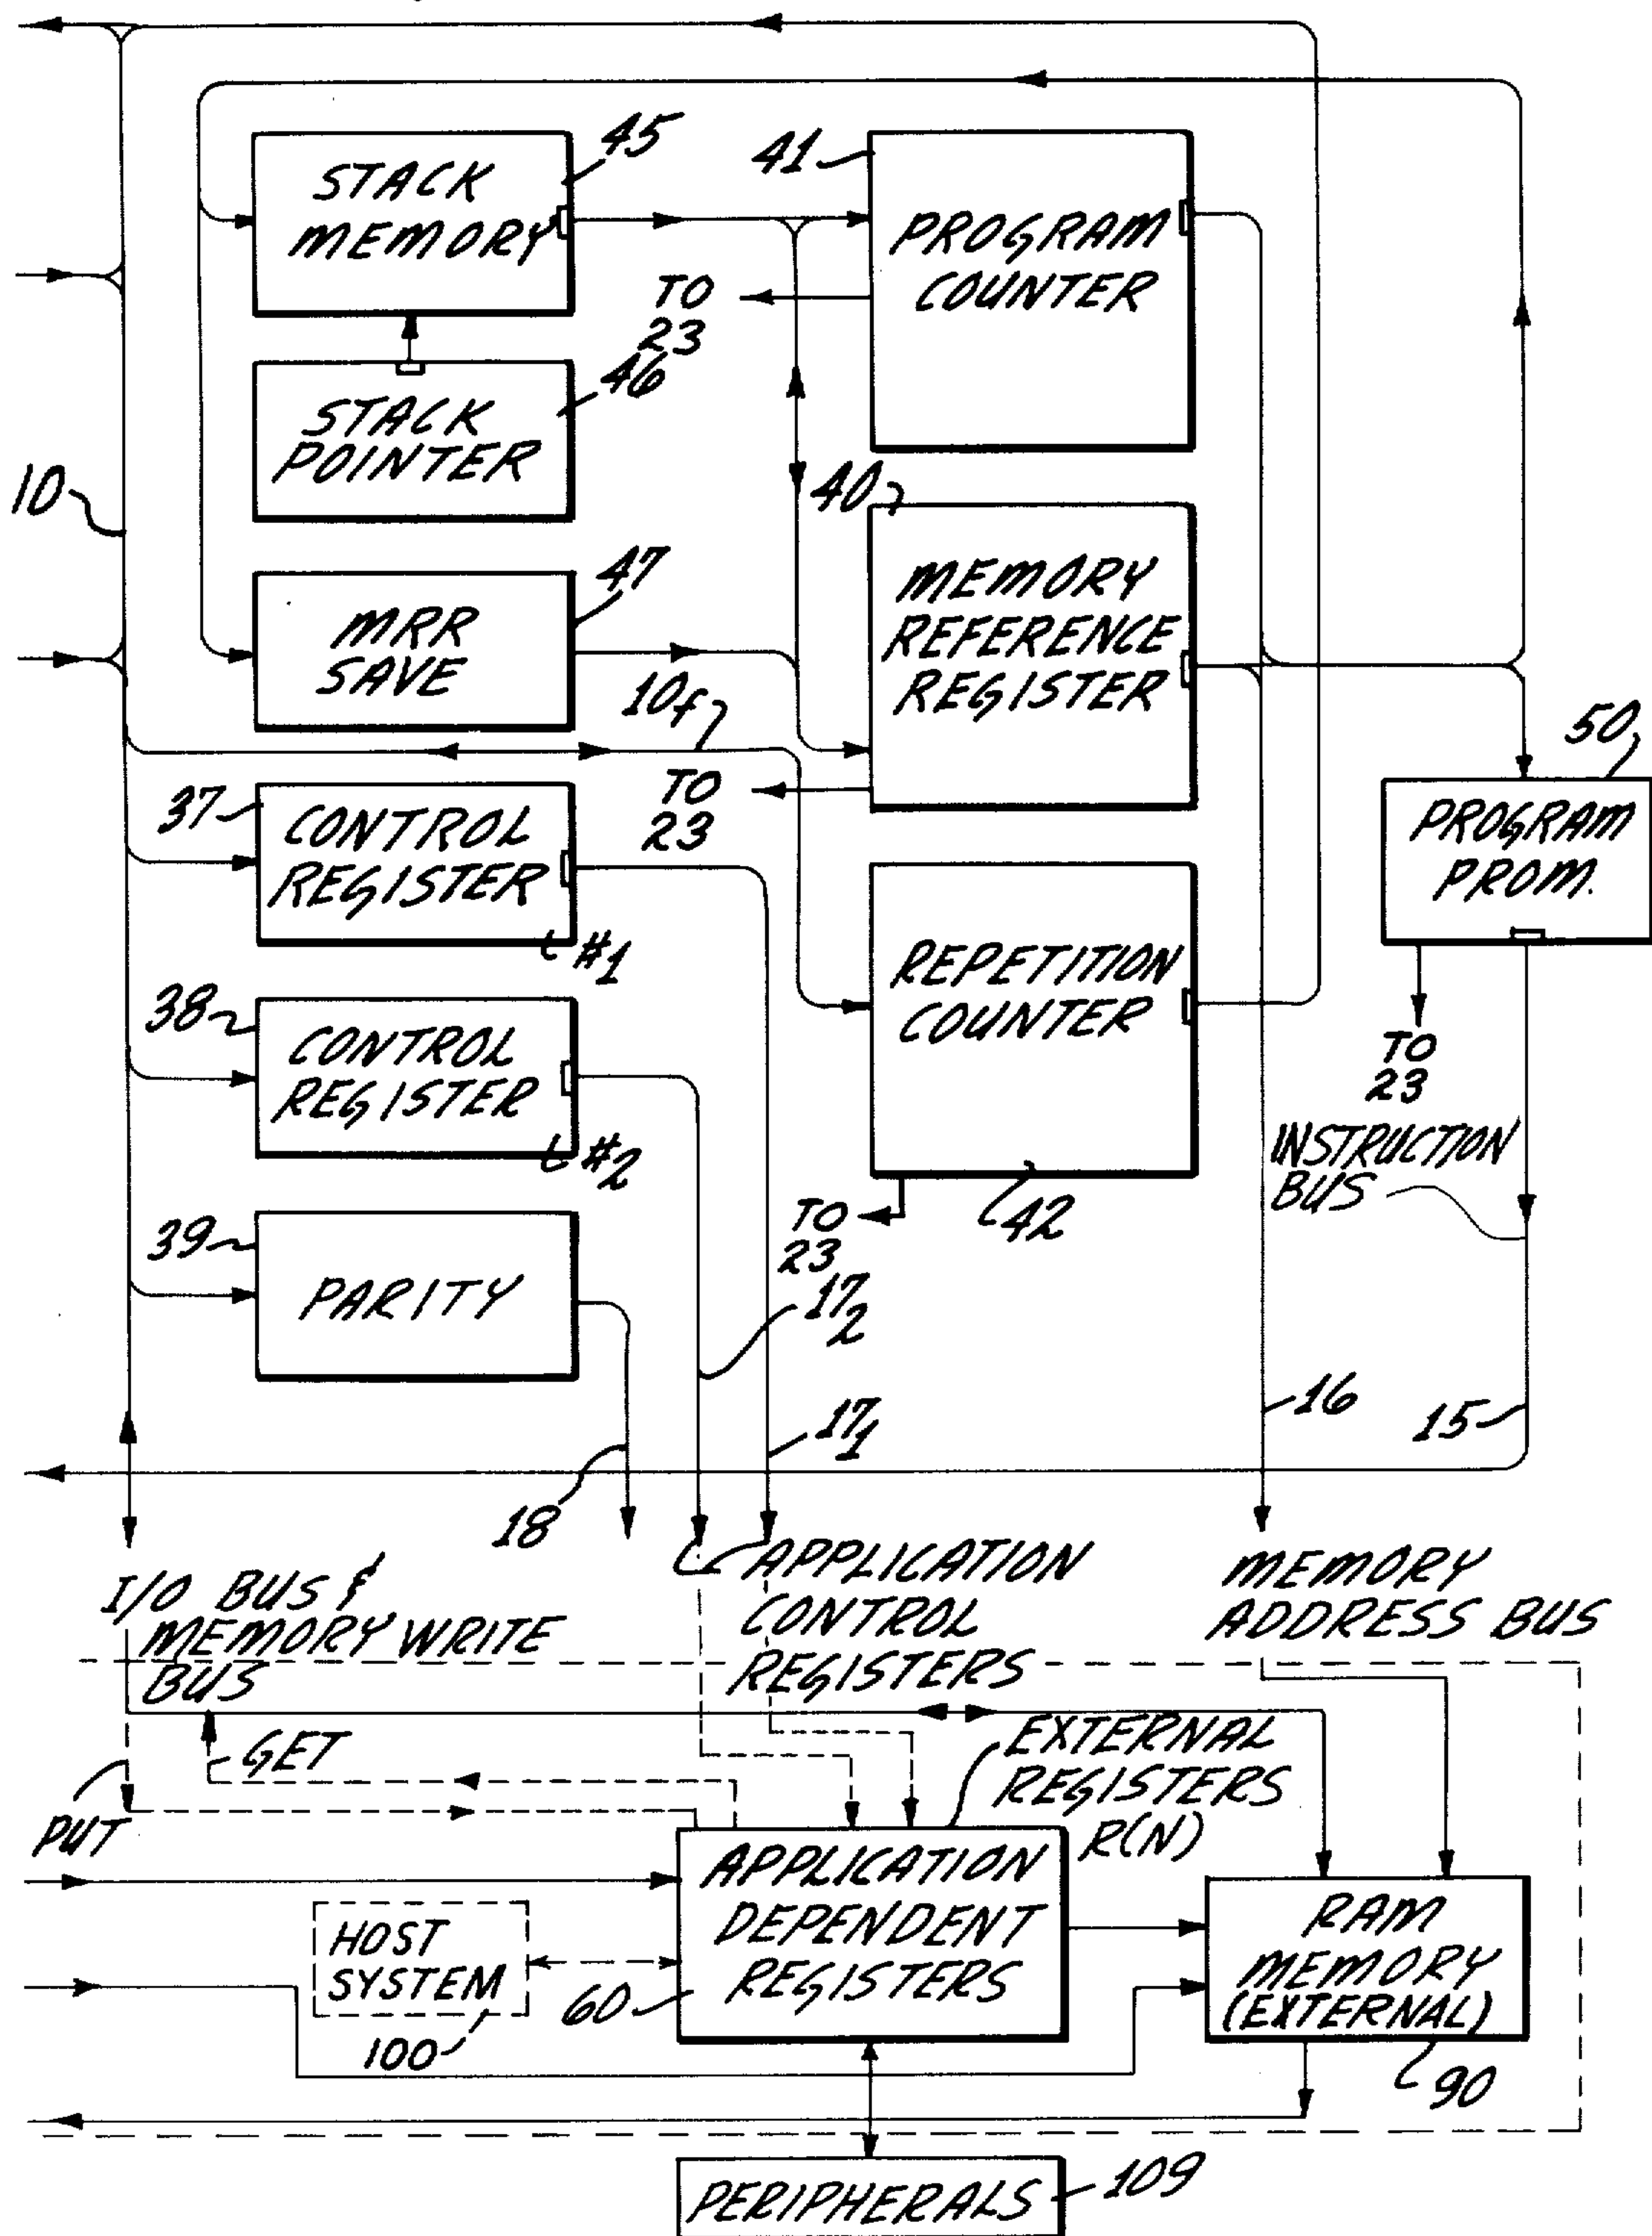 STACK
MEMORY
45
41
PROGRAM
COUNTER
TO
23
STACK
POINTER
46
10
40
MEMORY
REFERENCE
REGISTER
MRR
SAVE
47
10f
TO
23
50
PROGRAM
PROM.
37
CONTROL
REGISTER
#1
REPETITION
COUNTER
TO
23
38
CONTROL
REGISTER
#2
INSTRUCTION
BUS
42
TO
23
39
PARITY
17 2
17 1
16
15
18
I/O BUS &
MEMORY WRITE
BUS
APPLICATION
CONTROL
REGISTERS
MEMORY
ADDRESS BUS
GET
PUT
EXTERNAL
REGISTERS
R(N)
APPLICATION
DEPENDENT
REGISTERS
60
HOST
SYSTEM
100
RAM
MEMORY
(EXTERNAL)
90
PERIPHERALS
109